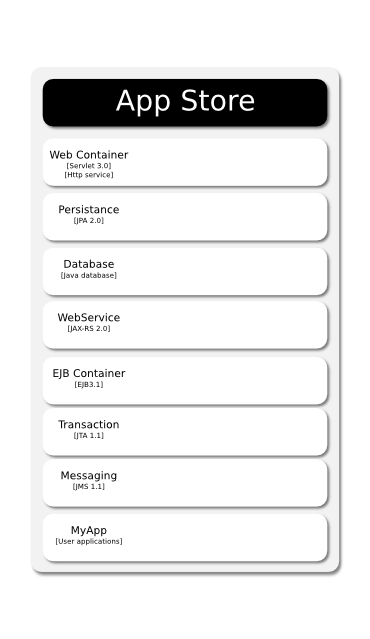 App Store
Web Container
[Servlet 3.0]
[Http service]
Persistance
[JPA 2.0]
Database
[Java database]
WebService
[JAX-RS 2.0]
EJB Container
[EJB3.1]
Transaction
[JTA 1.1]
Messaging
[JMS 1.1]
MyApp
[User applications]